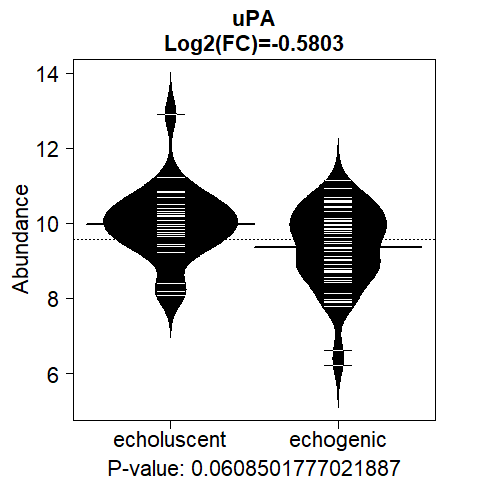 uPA
Log2(FC)=-0.5803
14
12
10
8
6
Abundance
echoluscent echogenic
P-value: 0.0608501777021887